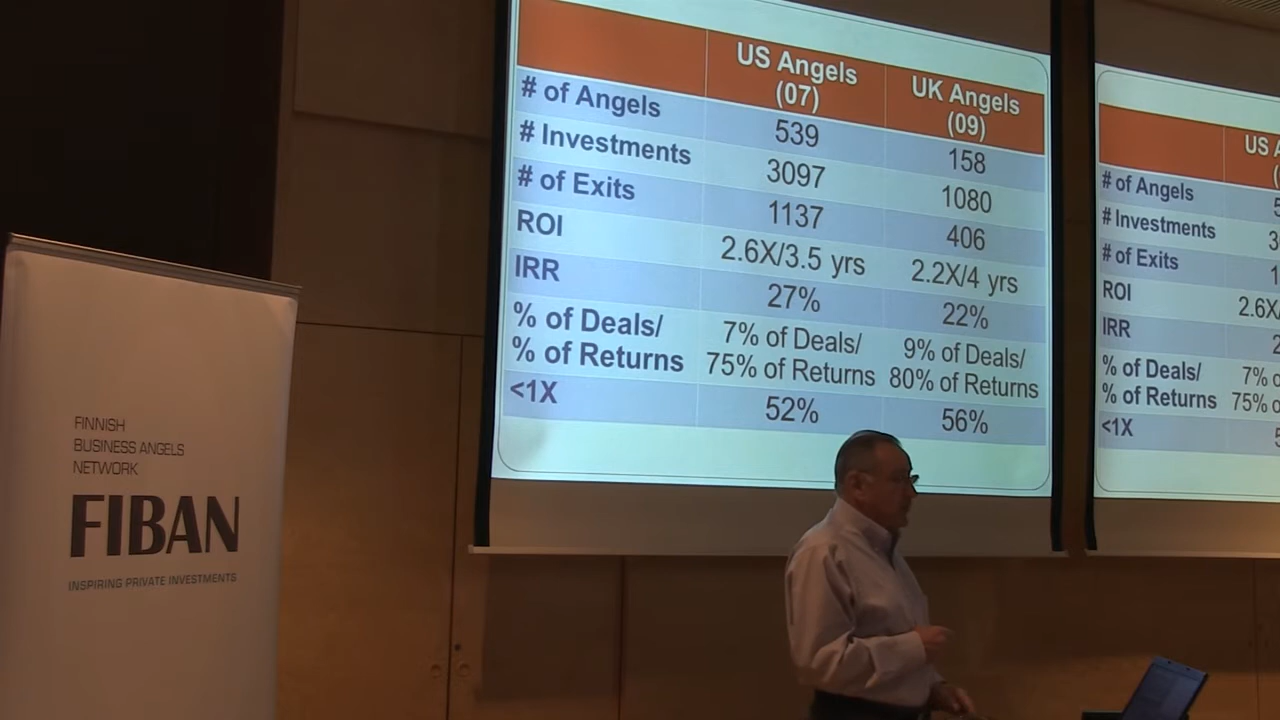 US Angels
(07)
UK Angels
(09)
# of Angels
539
158
# Investments
3097
1080
# of Exits
1137
406
ROI
2.6X/3.5 yrs
2.2X/4 yrs
IRR
27%
22%
% of Deals/
% of Returns
7% of Deals/
75% of Returns
9% of Deals/
80% of Returns
<1X
52%
56%
US
# of Angels
# Investments
# of Exits
ROI
2.6X/
IRR
% of Deals/
% of Returns
7%
75%
<1X
FINNISH
BUSINESS ANGELS
NETWORK
FIBAN
INSPIRING PRIVATE INVESTMENTS